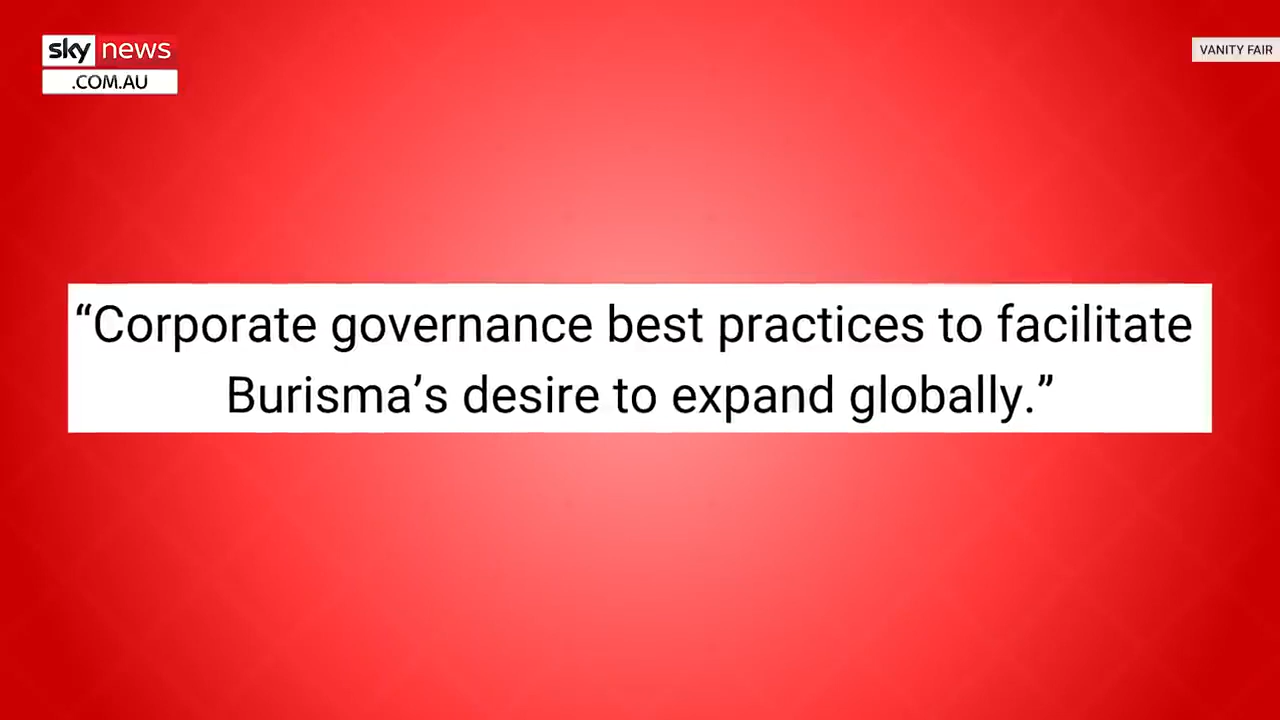 sky news
.COM.AU
VANITY FAIR
“Corporate governance best practices to facilitate
Burisma’s desire to expand globally.”